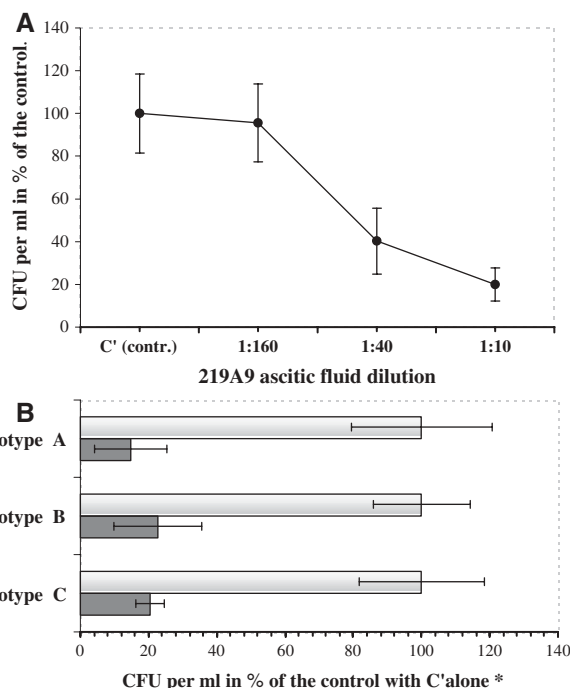 A
140
120
100
80
60
40
20
0
CFU per ml in % of the control.
C' (contr.) 1:160 1:40 1:10
219A9 ascitic fluid dilution
B
otype A
otype B
otype C
0 20 40 60 80 100 120 140
CFU per ml in % of the control with C'alone *